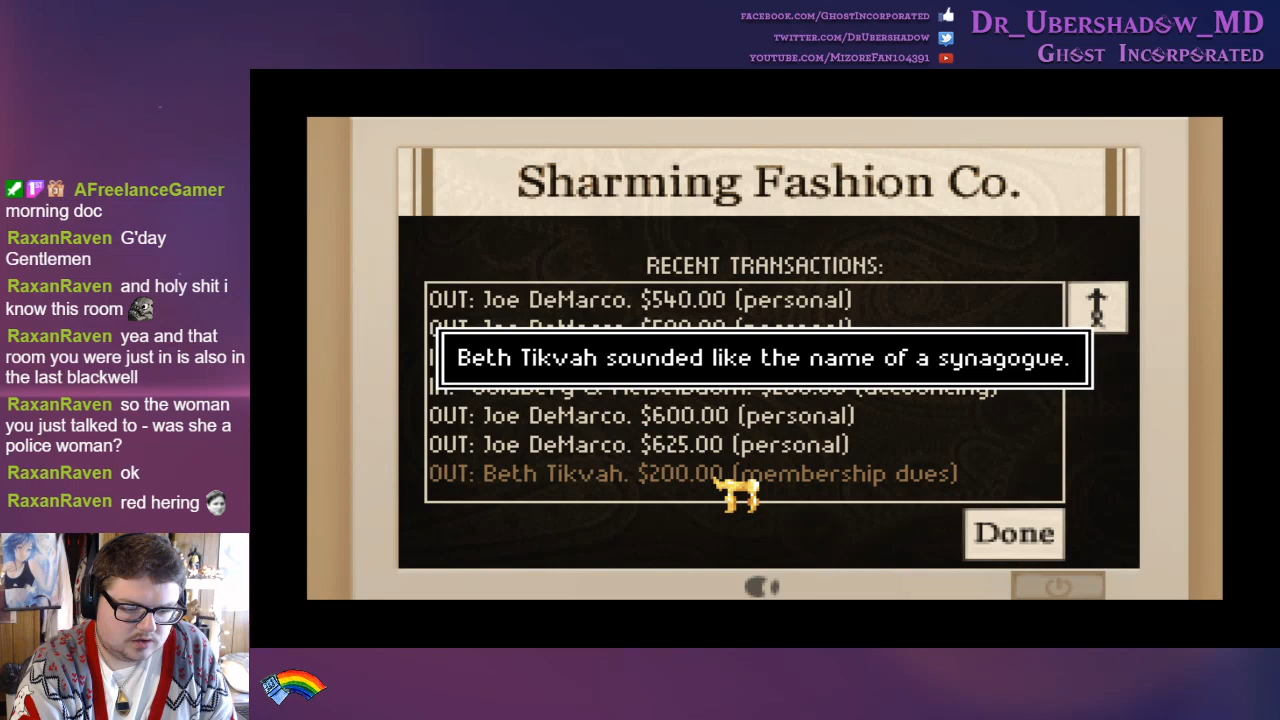 FACEBOOK.COM/GHOSTINCORPORATED
TWITTER.COM/DRUBERSHADOW
YOUTUBE.COM/MIZOREFAN104391
Dr_Ubershadow_MD
Ghost Incorporated
AFreelanceGamer
morning doc
RaxanRaven G'day
Gentlemen
RaxanRaven and holy shit i
know this room
RaxanRaven yea and that
room you were just in is also in
the last blackwell
RaxanRaven so the woman
you just talked to - was she a
police woman?
RaxanRaven ok
RaxanRaven red hering
Sharming Fashion Co.
RECENT TRANSACTIONS:
OUT: Joe DeMarco. $540.00 (personal)
Beth Tikvah sounded like the name of a synagogue.
OUT: Joe DeMarco. $600.00 (personal)
OUT: Joe DeMarco. $625.00 (personal)
OUT: Beth Tikvah. $200.00 (membership dues)
Done